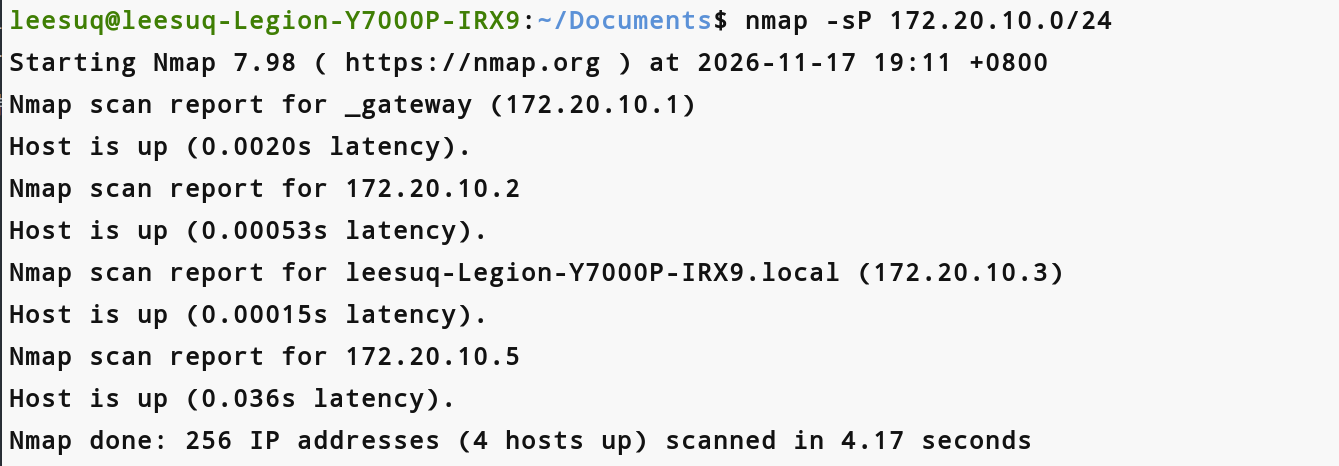 leesuq@leesuq-Legion-Y7000P-IRX9:~/Documents$ nmap -sP 172.20.10.0/24
Starting Nmap 7.98 ( https://nmap.org ) at 2026-11-17 19:11 +0800
Nmap scan report for _gateway (172.20.10.1)
Host is up (0.0020s latency).
Nmap scan report for 172.20.10.2
Host is up (0.00053s latency).
Nmap scan report for leesuq-Legion-Y7000P-IRX9.local (172.20.10.3)
Host is up (0.00015s latency).
Nmap scan report for 172.20.10.5
Host is up (0.036s latency).
Nmap done: 256 IP addresses (4 hosts up) scanned in 4.17 seconds